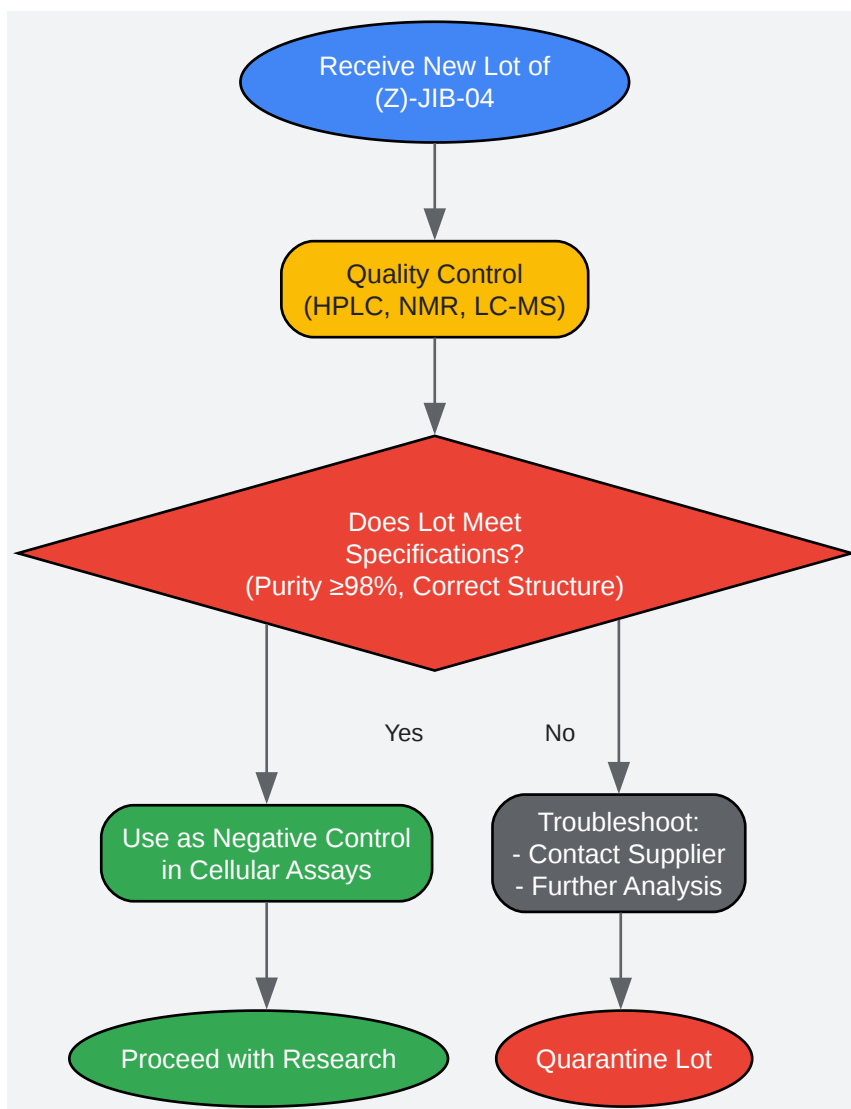 Receive New Lot of
(Z)-JIB-04
Quality Control
(HPLC, NMR, LC-MS)
Does Lot Meet
Specifications?
(Purity ≥98%, Correct Structure)
Yes
No
Use as Negative Control
in Cellular Assays
Troubleshoot:
- Contact Supplier
- Further Analysis
Proceed with Research
Quarantine Lot